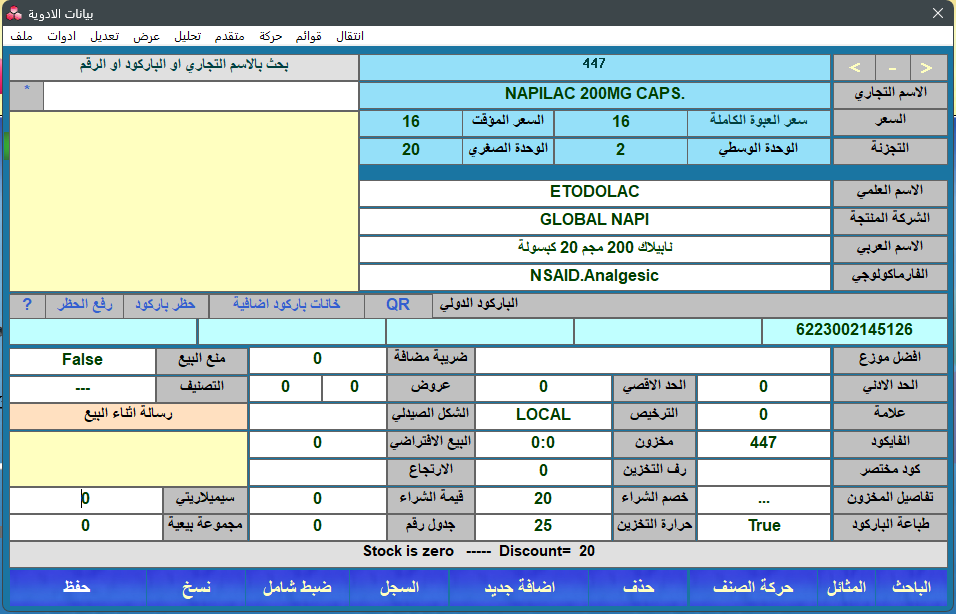 بيانات الادوية
ملف ادوات تعديل عرض تحليل متقدم حركة قوائم انتقال
< - > 447 بحث بالاسم التجاري او الباركود او الرقم
الاسم التجاري NAPILAC 200MG CAPS. *
السعر سعر العبوة الكاملة 16 السعر المؤقت 16
التجزئة الوحدة الوسطي 2 الوحدة الصغري 20
الاسم العلمي ETODOLAC
الشركة المنتجة GLOBAL NAPI
الاسم العربي نابيلاك 200 مجم 20 كبسولة
الفارماكولوجي NSAID.Analgesic
الباركود الدولي QR خانات باركود اضافية حظر باركود رفع الحظر ?
6223002145126
افضل موزع ضريبة مضافة 0 منع البيع False
الحد الادني 0 الحد الاقصي 0 عروض 0 0 التصنيف ---
علامة 0 الترخيص LOCAL الشكل الصيدلي رسالة اثناء البيع
الفايكود 447 مخزون 0:0 البيع الافتراضي 0
كود مختصر رف التخزين 0 الارتجاع
تفاصيل المخزون ... خصم الشراء 20 قيمة الشراء 0 سيميلاريتي 0
طباعة الباركود True حرارة التخزين 25 جدول رقم 0 مجموعة بيعية 0
Stock is zero ----- Discount= 20
الباحث المثائل حركة الصنف حذف اضافة جديد السجل ضبط شامل نسخ حفظ